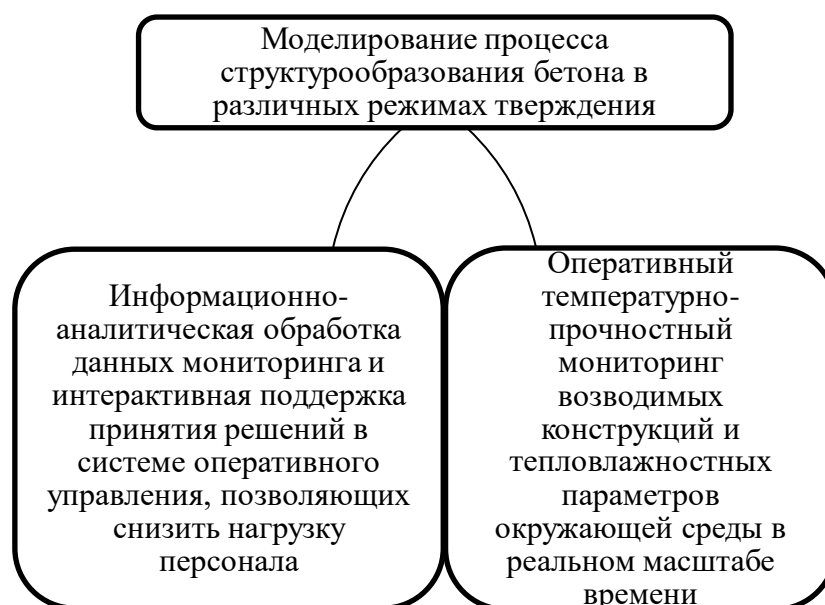 Моделирование процесса
структурообразования бетона в
различных режимах тверждения
Информационно-
аналитическая обработка
данных мониторинга и
интерактивная поддержка
принятия решений в
системе оперативного
управления, позволяющих
снизить нагрузку
персонала
Оперативный
температурно-
прочностный
мониторинг
возводимых
конструкций и
тепловлажностных
параметров
окружающей среды в
реальном масштабе
времени